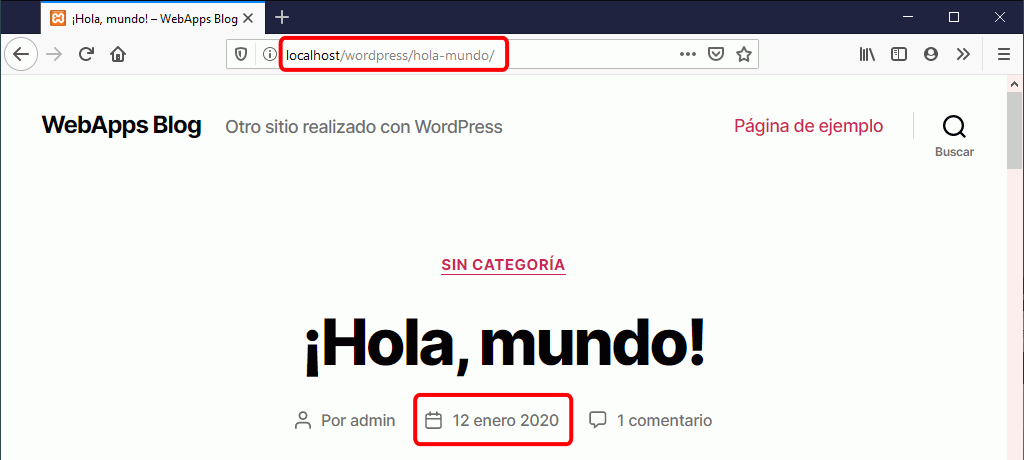 ¡Hola, mundo! – WebApps Blog
localhost/wordpress/hola-mundo/
WebApps Blog Otro sitio realizado con WordPress Página de ejemplo
Buscar
SIN CATEGORÍA
¡Hola, mundo!
Por admin 12 enero 2020 1 comentario